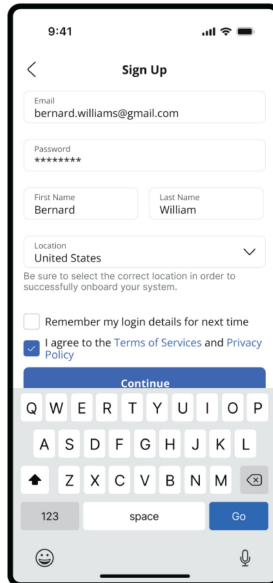 9:41
Sign Up
Email
bernard.williams@gmail.com
Password
********
First Name
Bernard
Last Name
William
Location
United States
Be sure to select the correct location in order to
successfully onboard your system.
Remember my login details for next time
I agree to the Terms of Services and Privacy
Policy
Continue
Q W E R T Y U I O P
A S D F G H J K L
Z X C V B N M
123 space Go